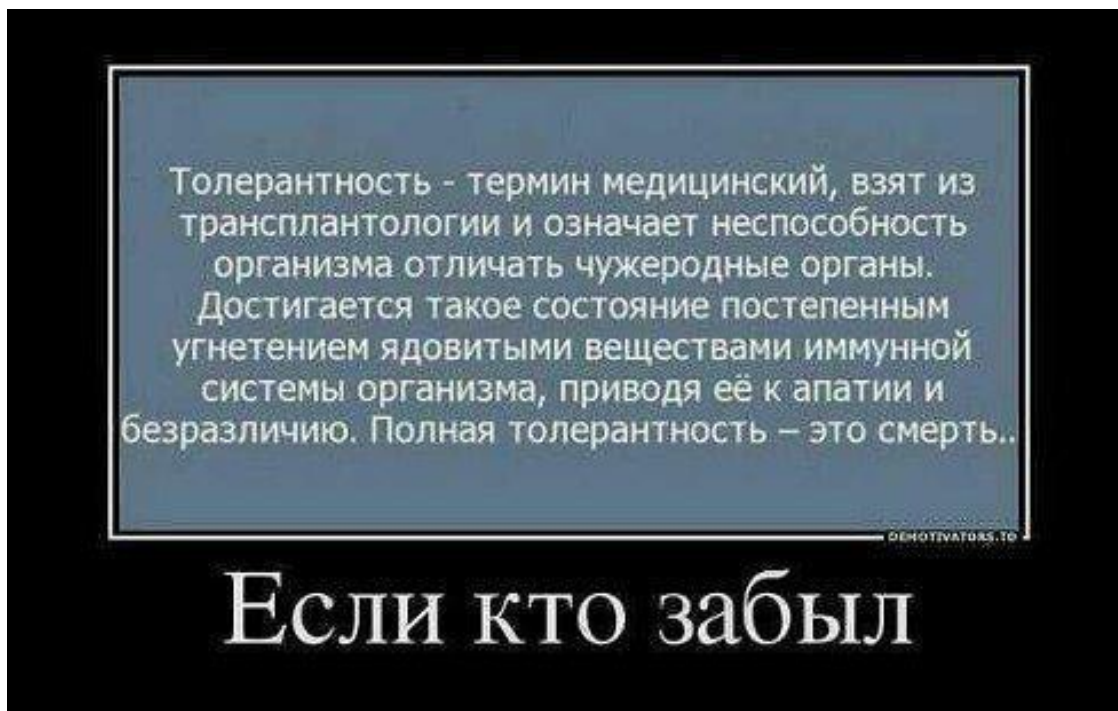 Толерантность - термин медицинский, взят из
трансплантологии и означает неспособность
организма отличать чужеродные органы.
Достигается такое состояние постепенным
угнетением ядовитыми веществами иммунной
системы организма, приводя её к апатии и
безразличию. Полная толерантность – это смерть..
DEMOTIVATORS.TO
Если кто забыл